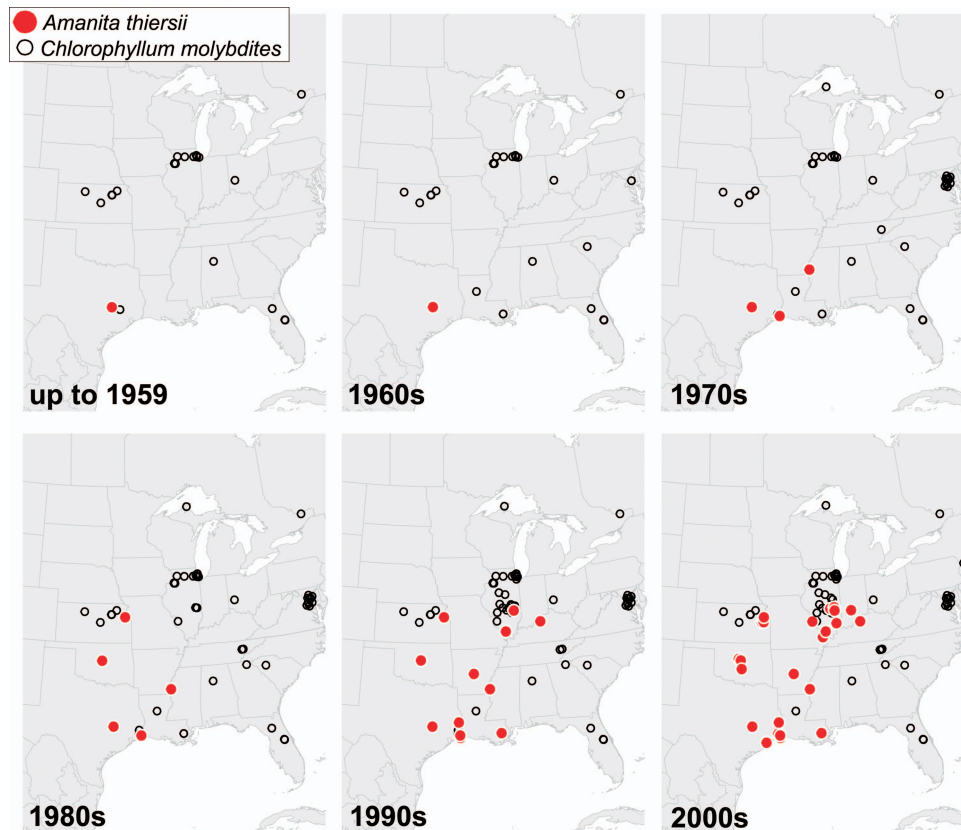 Amanita thiersii
Chlorophyllum molybdites
up to 1959
1960s
1970s
1980s
1990s
2000s